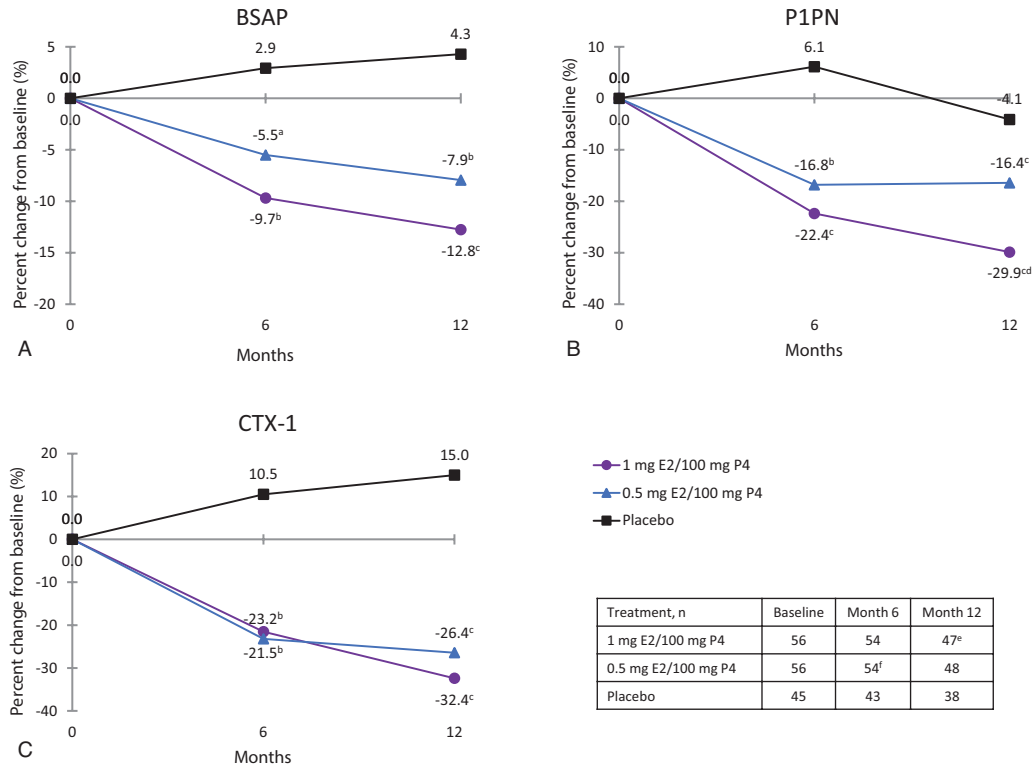 BSAP
Percent change from baseline (%)
5
0
-5
-10
-15
-20
0.0
0.0
2.9
4.3
-5.5ᵃ
-7.9ᵇ
-9.7ᵇ
-12.8ᶜ
0
6
12
Months
A
P1PN
Percent change from baseline (%)
10
0
-10
-20
-30
-40
0.0
0.0
6.1
-4.1
-16.8ᵇ
-16.4ᶜ
-22.4ᶜ
-29.9ᶜᵈ
0
6
12
Months
B
CTX-1
Percent change from baseline (%)
20
10
0
-10
-20
-30
-40
0.0
0.0
10.5
15.0
-23.2ᵇ
-21.5ᵇ
-26.4ᶜ
-32.4ᶜ
0
6
12
Months
C
1 mg E2/100 mg P4
0.5 mg E2/100 mg P4
Placebo
Treatment, n Baseline Month 6 Month 12
1 mg E2/100 mg P4 56 54 47ᵉ
0.5 mg E2/100 mg P4 56 54ᶠ 48
Placebo 45 43 38